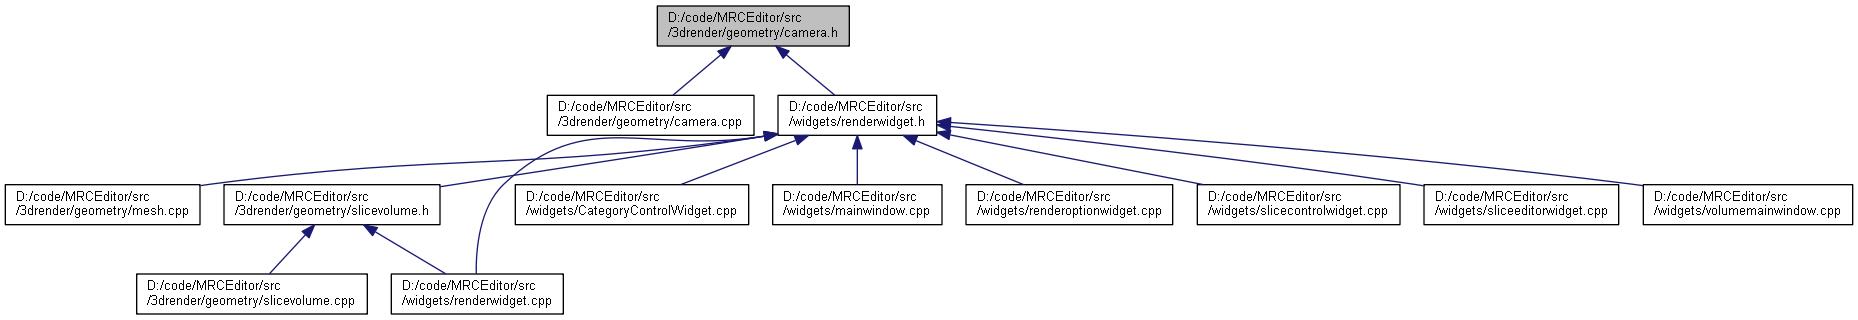 D:/code/MRCEditor/src
/3drender/geometry/camera.h
D:/code/MRCEditor/src
/3drender/geometry/camera.cpp
D:/code/MRCEditor/src
/widgets/renderwidget.h
D:/code/MRCEditor/src
/3drender/geometry/mesh.cpp
D:/code/MRCEditor/src
/3drender/geometry/slicevolume.h
D:/code/MRCEditor/src
/widgets/CategoryControlWidget.cpp
D:/code/MRCEditor/src
/widgets/mainwindow.cpp
D:/code/MRCEditor/src
/widgets/renderoptionwidget.cpp
D:/code/MRCEditor/src
/widgets/slicecontrolwidget.cpp
D:/code/MRCEditor/src
/widgets/sliceeditorwidget.cpp
D:/code/MRCEditor/src
/widgets/volumemainwindow.cpp
D:/code/MRCEditor/src
/3drender/geometry/slicevolume.cpp
D:/code/MRCEditor/src
/widgets/renderwidget.cpp